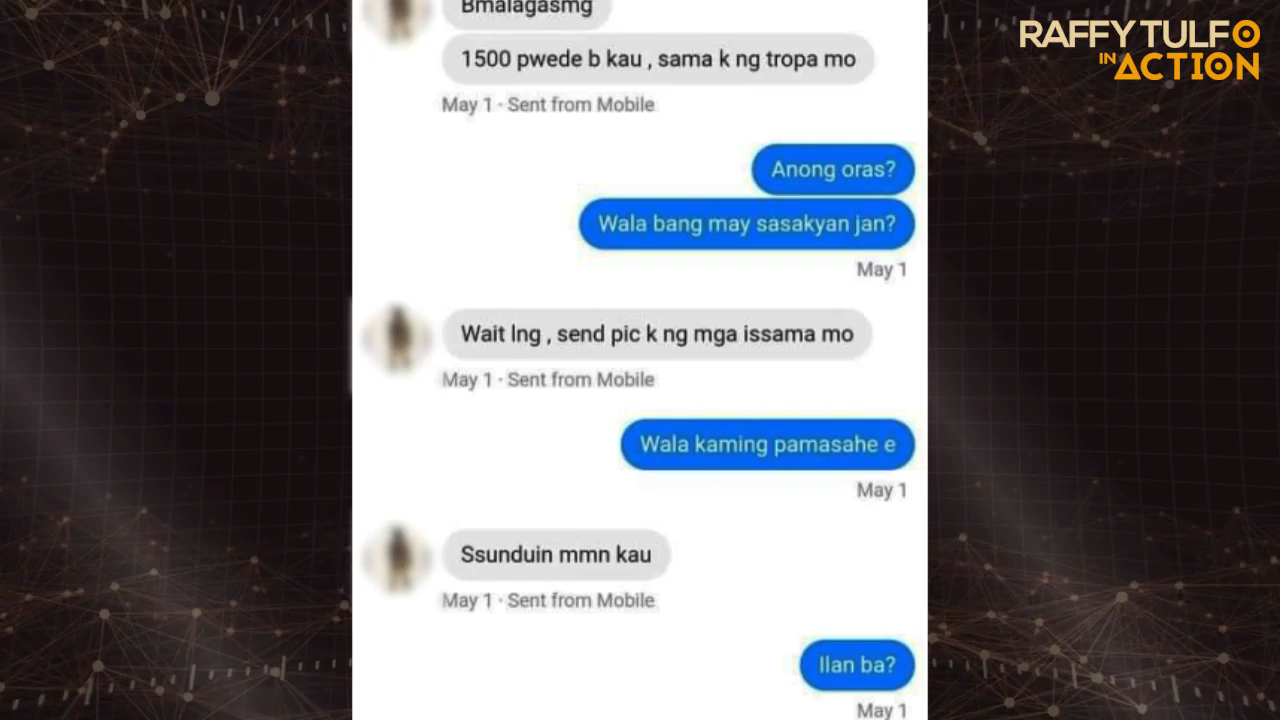 Bmalagasmg
RAFFY TULFO
IN ACTION
1500 pwede b kau , sama k ng tropa mo
May 1 · Sent from Mobile
Anong oras?
Wala bang may sasakyan jan?
May 1
Wait lng , send pic k ng mga issama mo
May 1 · Sent from Mobile
Wala kaming pamasahe e
May 1
Ssunduin mmn kau
May 1 · Sent from Mobile
Ilan ba?
May 1